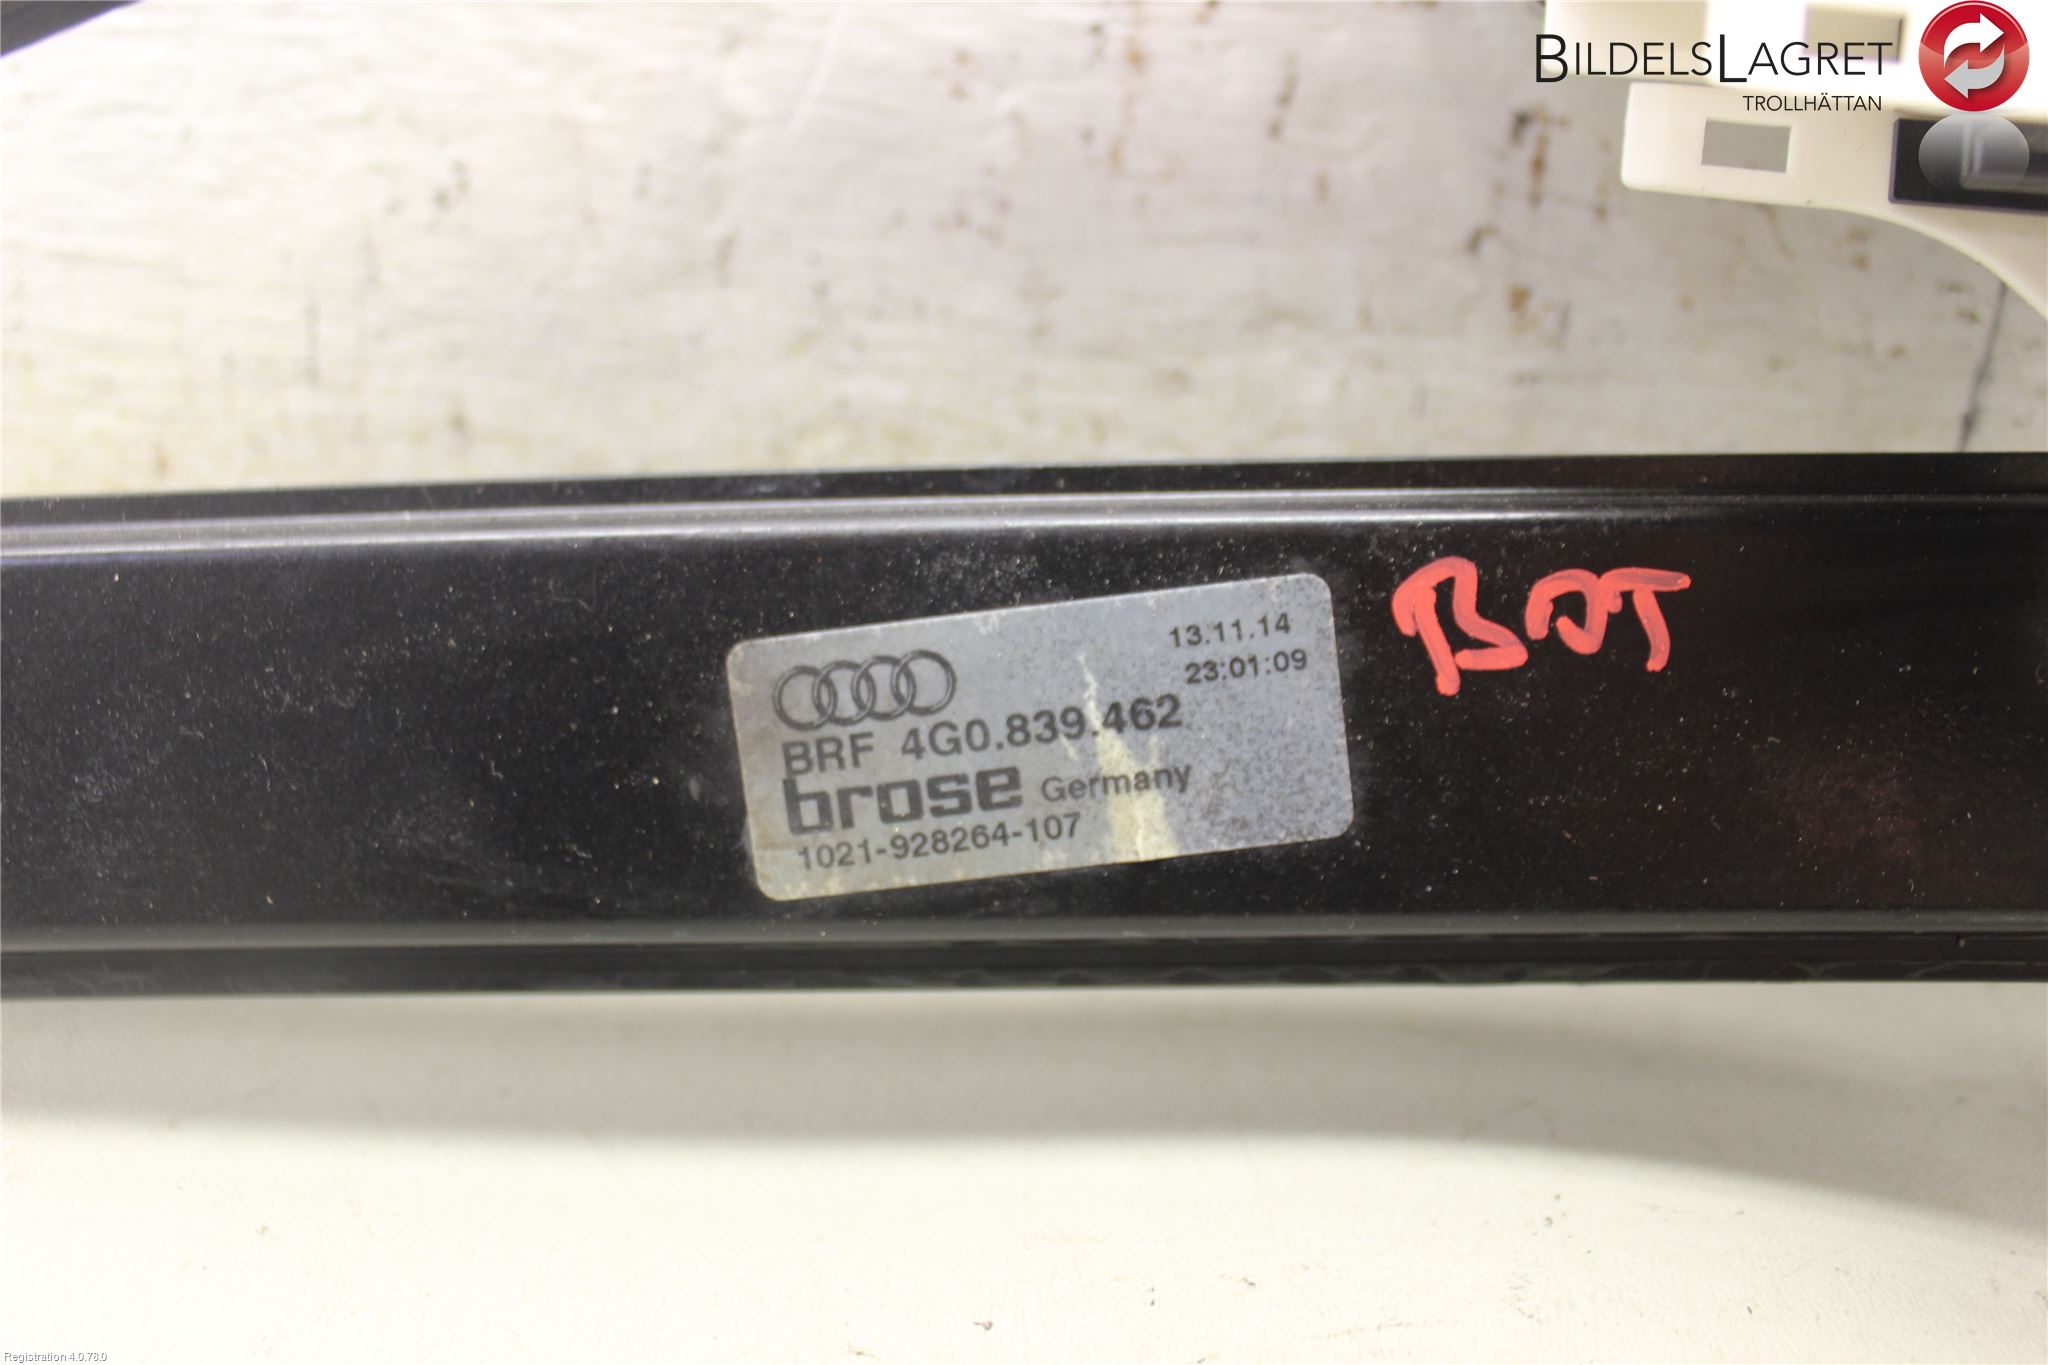 BILDELSLAGRET
TROLLHÄTTAN
13.11.14
23:01:09
BRF 4G0.839.462
brose Germany
1021-928264-107
Registration 4.0.78.0